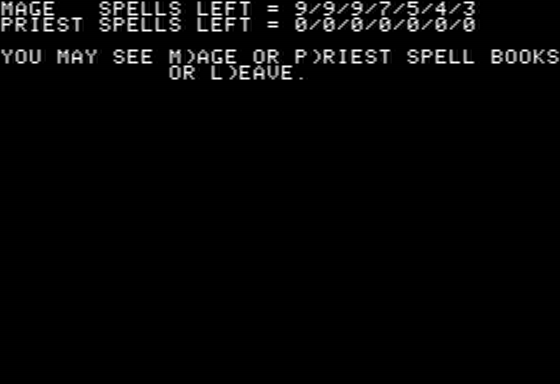 MAGE   SPELLS LEFT = 9/9/9/7/5/4/3
PRIEST SPELLS LEFT = 0/0/0/0/0/0/0
YOU MAY SEE M)AGE OR P)RIEST SPELL BOOKS
OR L)EAVE.